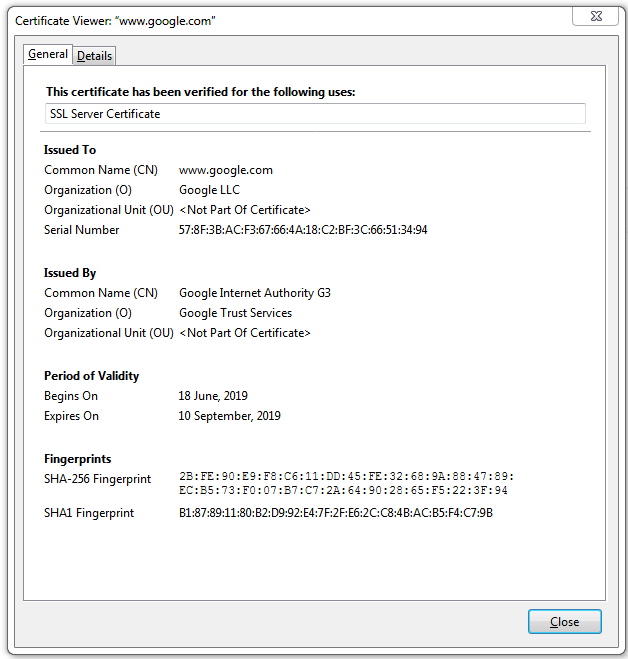 Certificate Viewer: “www.google.com”
General Details
This certificate has been verified for the following uses:
SSL Server Certificate
Issued To
Common Name (CN) www.google.com
Organization (O) Google LLC
Organizational Unit (OU) <Not Part Of Certificate>
Serial Number 57:8F:3B:AC:F3:67:66:4A:18:C2:BF:3C:66:51:34:94
Issued By
Common Name (CN) Google Internet Authority G3
Organization (O) Google Trust Services
Organizational Unit (OU) <Not Part Of Certificate>
Period of Validity
Begins On 18 June, 2019
Expires On 10 September, 2019
Fingerprints
SHA-256 Fingerprint 2B:FE:90:E9:F8:C6:11:DD:45:FE:32:68:9A:88:47:89:
EC:B5:73:F0:07:B7:C7:2A:64:90:28:65:F5:22:3F:94
SHA1 Fingerprint B1:87:89:11:80:B2:D9:92:E4:7F:2F:E6:2C:C8:4B:AC:B5:F4:C7:9B
Close